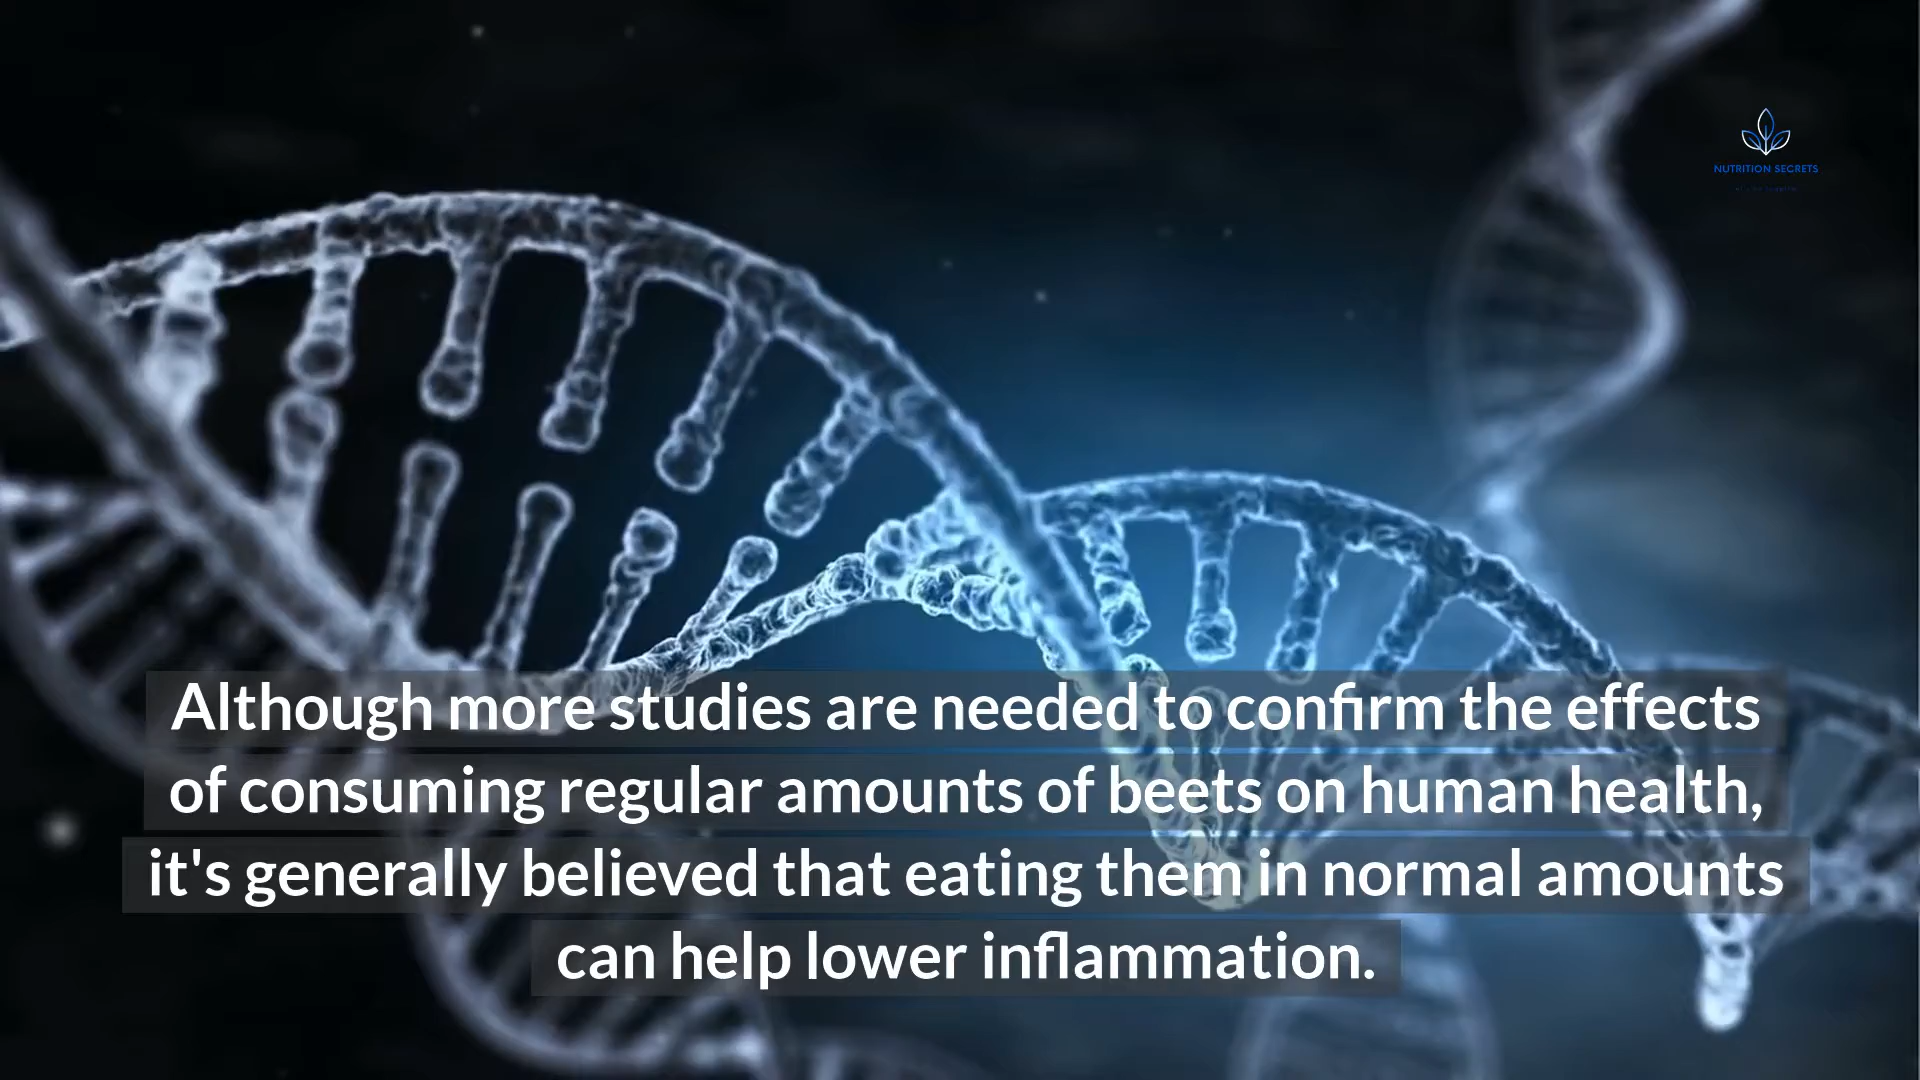 NUTRITION SECRETS
Although more studies are needed to confirm the effects
of consuming regular amounts of beets on human health,
it's generally believed that eating them in normal amounts
can help lower inflammation.